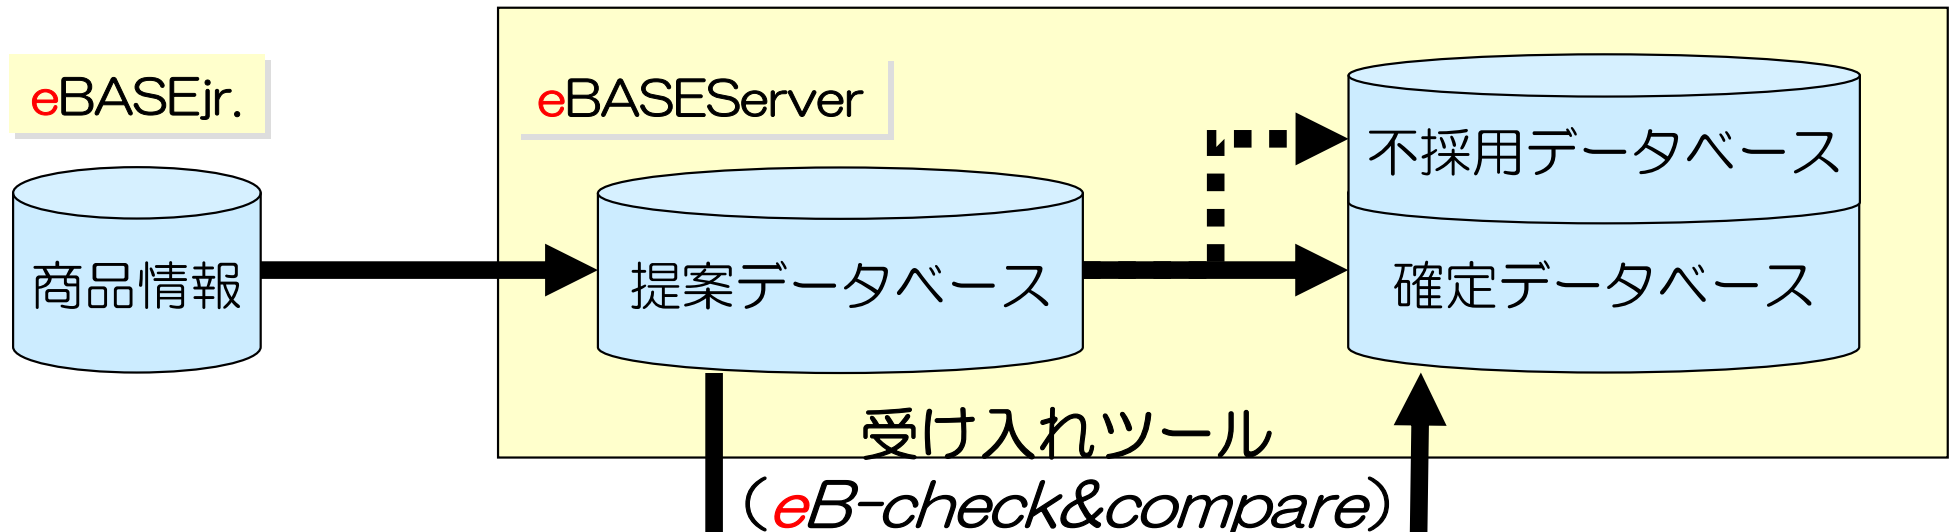 eBASEjr.
eBASEServer
不採用データベース
商品情報
提案データベース
確定データベース
受け入れツール
（eB-check&compare）